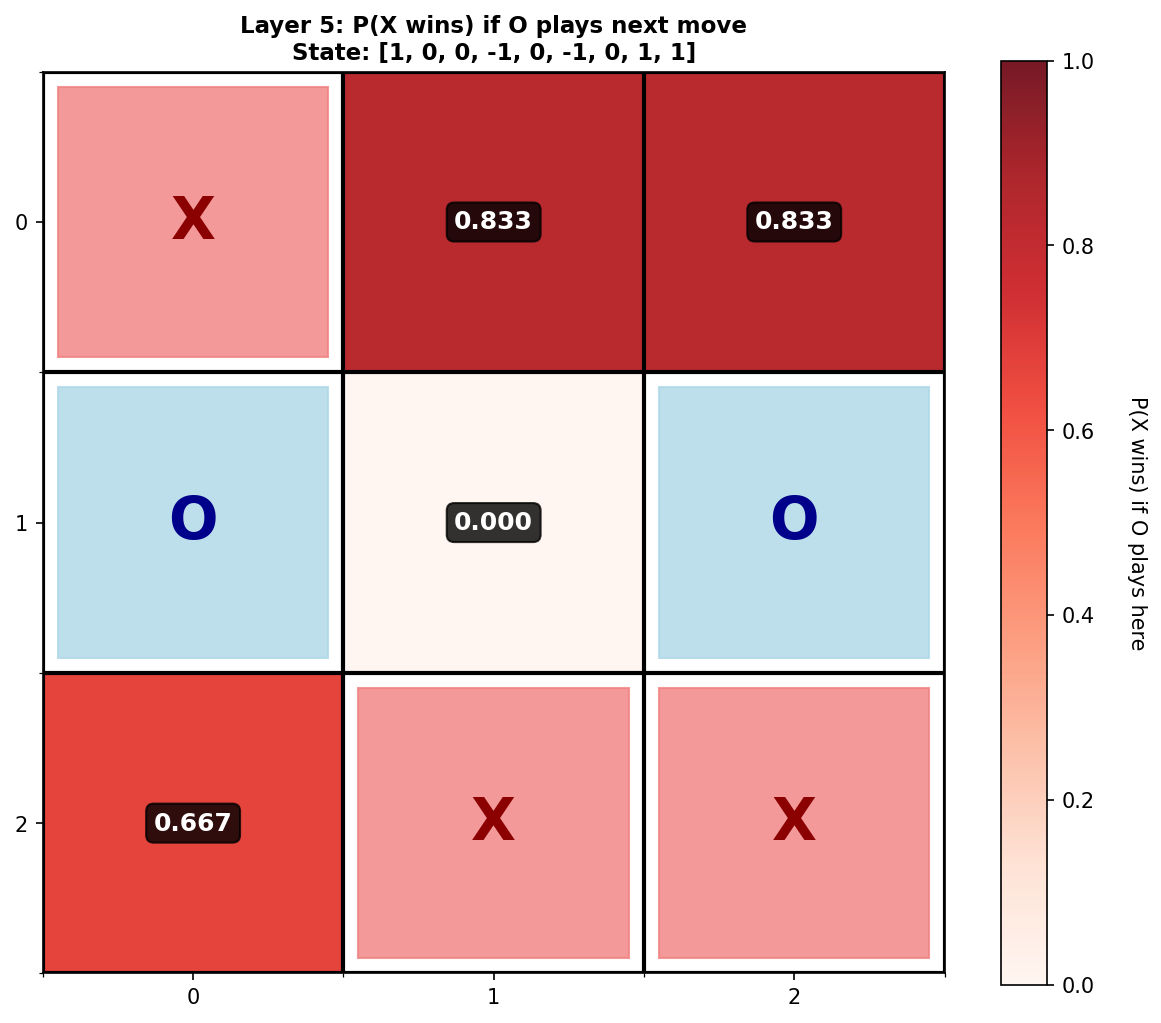 Layer 5: P(X wins) if O plays next move
State: [1, 0, 0, -1, 0, -1, 0, 1, 1]
0
X
0.833
0.833
1
O
0.000
O
2
0.667
X
X
0
1
2
1.0
0.8
0.6
0.4
0.2
0.0
P(X wins) if O plays here